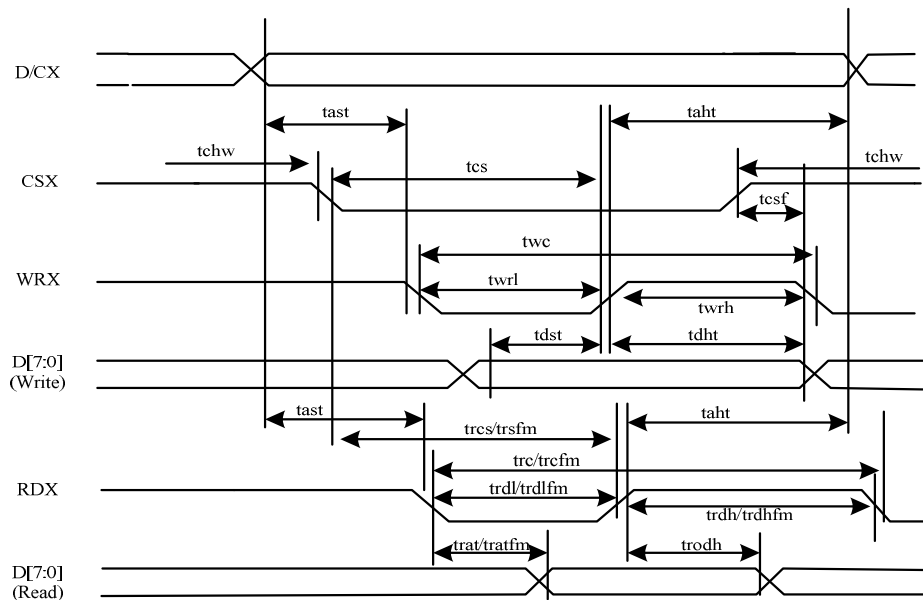 D/CX
tast
taht
tchw
tchw
CSX
tcs
tcsf
twc
WRX
twrl
twrh
tdst
tdht
D[7:0]
(Write)
tast
taht
trcs/trsfm
trc/trcfm
RDX
trdl/trdlfm
trdh/trdhfm
trat/tratfm
trodh
D[7:0]
(Read)